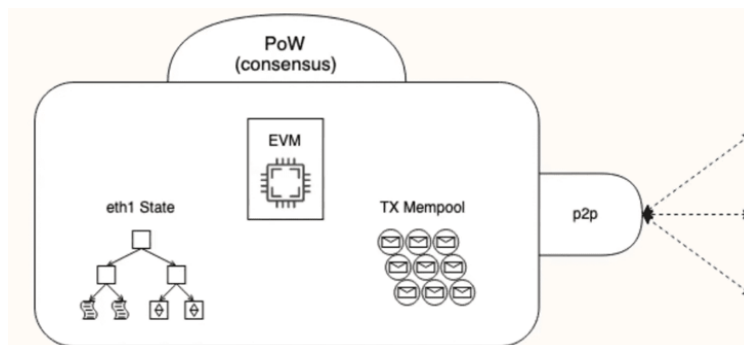 PoW
(consensus)
EVM
eth1 State
TX Mempool
p2p